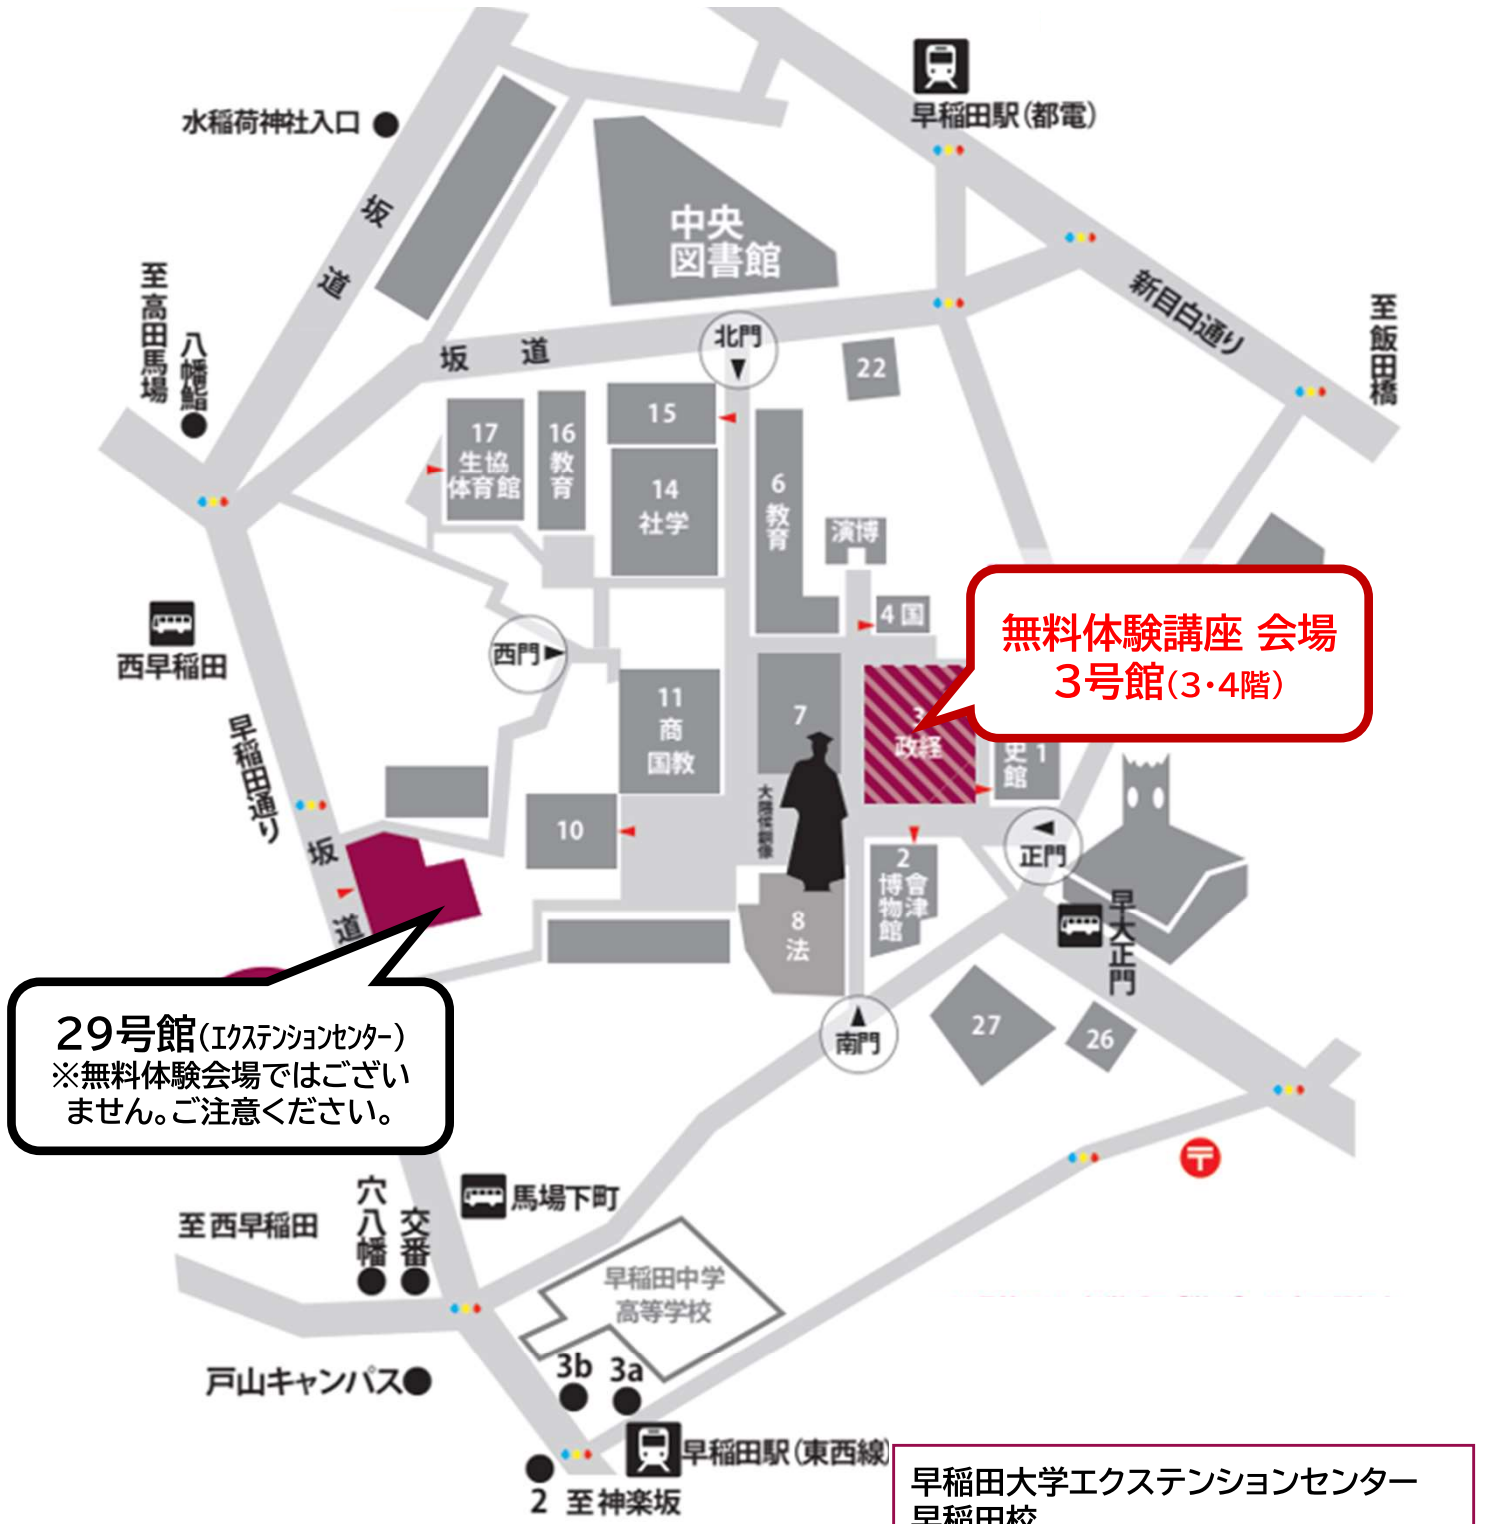 早稲田駅（都電）
水稲荷神社入口
坂
道
中央
図書館
新目白通り
至飯田橋
至高田馬場
八幡鮨
坂 道
北門
22
15
17
生協
体育館
16
教育
14
社学
6
教育
演博
4 国
無料体験講座 会場
3号館（3・4階）
西早稲田
西門
11
商
国教
7
3
政経
史館
1
早稲田通り
大隈侯銅像
10
坂
道
正門
2
會津
博物館
早大正門
8
法
29号館（エクステンションセンター）
※無料体験会場ではござい
ません。ご注意ください。
南門
27
26
〒
穴八幡
交番
馬場下町
至西早稲田
早稲田中学
高等学校
戸山キャンパス
3b
3a
早稲田駅（東西線）
2
至神楽坂
早稲田大学エクステンションセンター
早稲田校